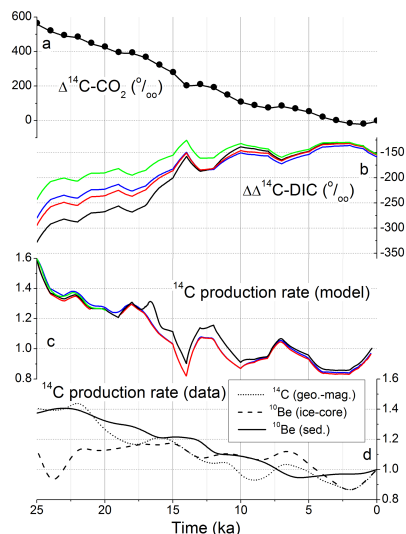 600
400
200
0
a
Δ¹⁴C-CO₂ (°/oo)
-150
-200
-250
-300
-350
b
ΔΔ¹⁴C-DIC (°/oo)
1.6
1.4
1.2
1.0
0.8
¹⁴C production rate (model)
c
¹⁴C production rate (data)
¹⁴C (geo.-mag.)
¹⁰Be (ice-core)
¹⁰Be (sed.)
d
1.4
1.2
1.0
0.8
25 20 15 10 5 0
Time (ka)